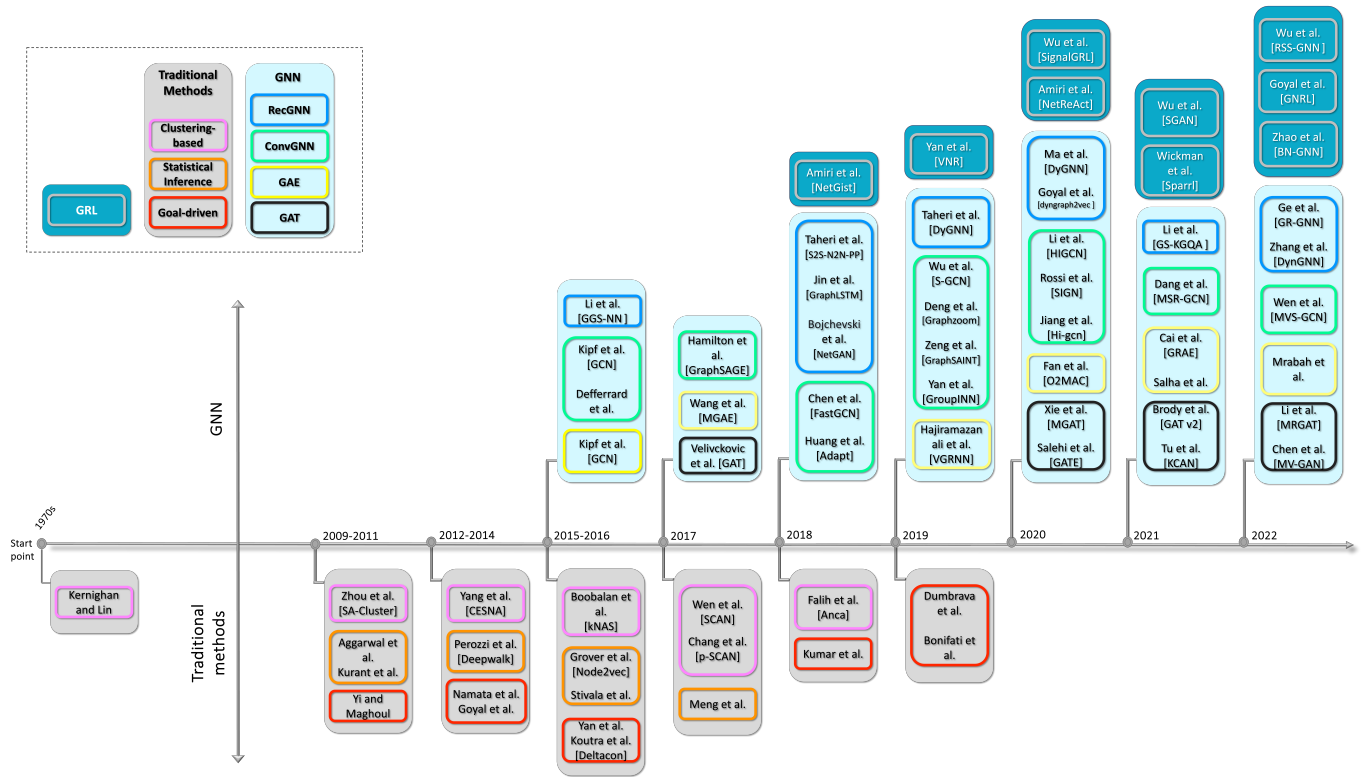 Traditional
Methods
Clustering-
based
Statistical
Inference
Goal-driven
GNN
RecGNN
ConvGNN
GAE
GAT
GRL
GNN
Traditional
methods
Start
point
1970s
Kernighan
and Lin
2009-2011
Zhou et al.
[SA-Cluster]
Aggarwal et
al.
Kurant et al.
Yi and
Maghoul
2012-2014
Yang et al.
[CESNA]
Perozzi et al.
[Deepwalk]
Namata et al.
Goyal et al.
Li et al.
[GGS-NN ]
Kipf et al.
[GCN]
Defferrard
et al.
Kipf et al.
[GCN]
2015-2016
Boobalan et
al.
[kNAS]
Grover et al.
[Node2vec]
Stivala et al.
Yan et al.
Koutra et al.
[Deltacon]
Hamilton et
al.
[GraphSAGE]
Wang et al.
[MGAE]
Velivckovic
et al. [GAT]
2017
Wen et al.
[SCAN]
Chang et al.
[p-SCAN]
Meng et al.
Amiri et al.
[NetGist]
Taheri et al.
[S2S-N2N-PP]
Jin et al.
[GraphLSTM]
Bojchevski
et al.
[NetGAN]
Chen et al.
[FastGCN]
Huang et al.
[Adapt]
2018
Falih et al.
[Anca]
Kumar et al.
Yan et al.
[VNR]
Taheri et al.
[DyGNN]
Wu et al.
[S-GCN]
Deng et al.
[Graphzoom]
Zeng et al.
[GraphSAINT]
Yan et al.
[GroupINN]
Hajiramazan
ali et al.
[VGRNN]
2019
Dumbrava
et al.
Bonifati et
al.
Wu et al.
[SignalGRL]
Amiri et al.
[NetReAct]
Ma et al.
[DyGNN]
Goyal et al.
[dyngraph2vec ]
Li et al.
[HIGCN]
Rossi et al.
[SIGN]
Jiang et al.
[Hi-gcn]
Fan et al.
[O2MAC]
Xie et al.
[MGAT]
Salehi et al.
[GATE]
2020
Wu et al.
[SGAN]
Wickman
et al.
[Sparrl]
Li et al.
[GS-KGQA ]
Dang et al.
[MSR-GCN]
Cai et al.
[GRAE]
Salha et al.
Brody et al.
[GAT v2]
Tu et al.
[KCAN]
2021
Wu et al.
[RSS-GNN ]
Goyal et al.
[GNRL]
Zhao et al.
[BN-GNN]
Ge et al.
[GR-GNN]
Zhang et al.
[DynGNN]
Wen et al.
[MVS-GCN]
Mrabah et
al.
Li et al.
[MRGAT]
Chen et al.
[MV-GAN]
2022